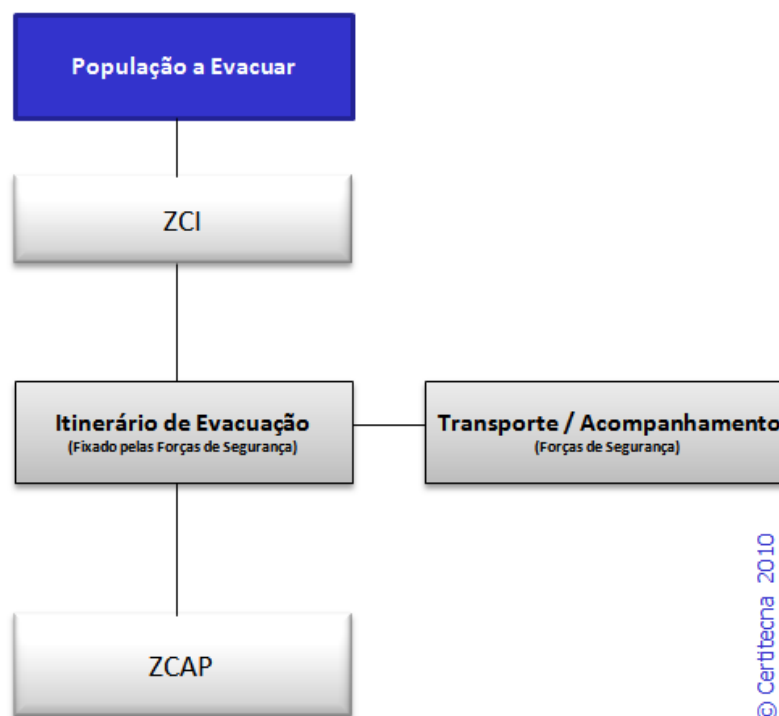 População a Evacuar
ZCI
Itinerário de Evacuação
(Fixado pelas Forças de Segurança)
Transporte / Acompanhamento
(Forças de Segurança)
ZCAP
© Certitecna 2010